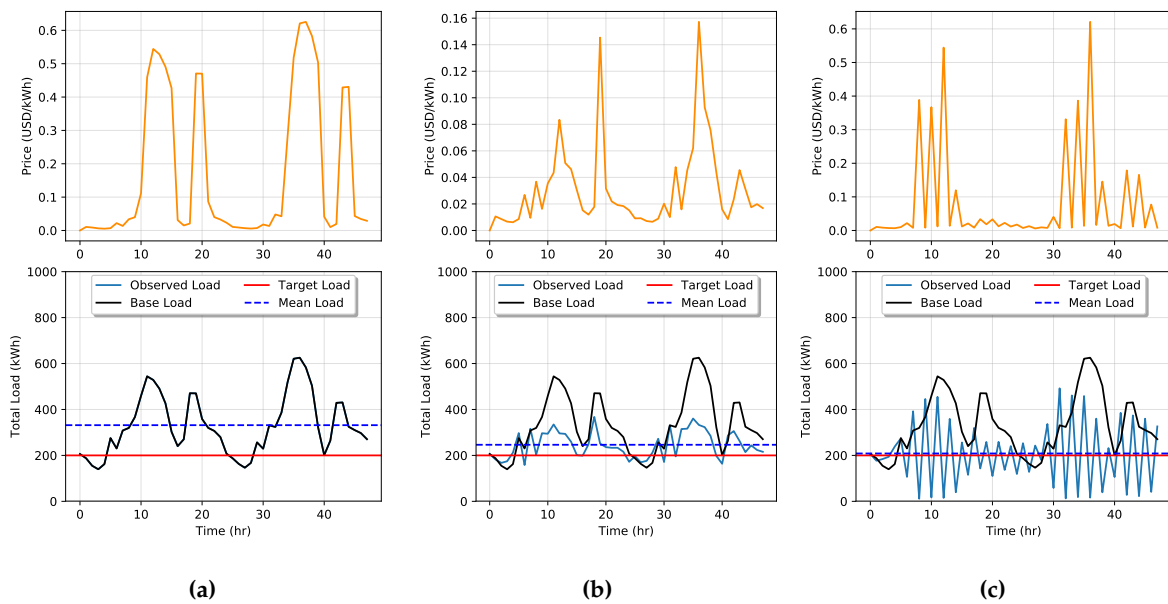 0.6
0.5
0.4
0.3
0.2
0.1
0.0
Price (USD/kWh)
0 10 20 30 40
0.16
0.14
0.12
0.10
0.08
0.06
0.04
0.02
0.00
Price (USD/kWh)
0 10 20 30 40
0.6
0.5
0.4
0.3
0.2
0.1
0.0
Price (USD/kWh)
0 10 20 30 40
1000
800
600
400
200
0
Total Load (kWh)
Observed Load Target Load
Base Load Mean Load
0 10 20 30 40
Time (hr)
1000
800
600
400
200
0
Total Load (kWh)
Observed Load Target Load
Base Load Mean Load
0 10 20 30 40
Time (hr)
1000
800
600
400
200
0
Total Load (kWh)
Observed Load Target Load
Base Load Mean Load
0 10 20 30 40
Time (hr)
(a) (b) (c)